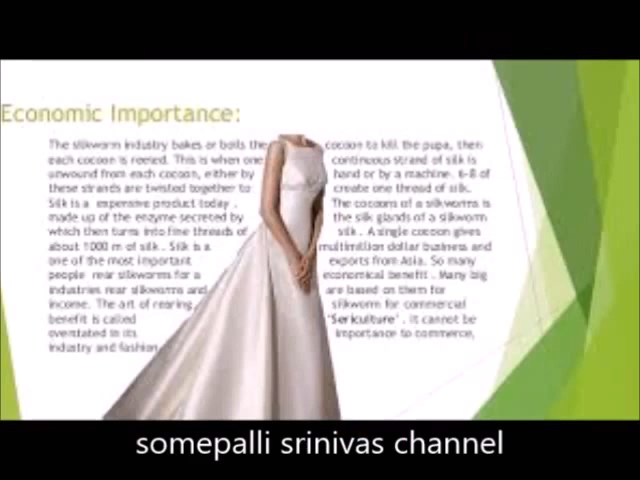 Economic Importance:
The silkworm industry bakes or boils the cocoon to kill the pupa, then
each cocoon is reeled. This is when one continuous strand of silk is
unwound from each cocoon, either by hand or by a machine. 6-8 of
these strands are twisted together to create one thread of silk.
Silk is a expensive product today . The cocoons of a silkworms is
made up of the enzyme secreted by the silk glands of a silkworm
which then turns into fine threads of silk . A single cocoon gives
about 1000 m of silk . Silk is a multimillion dollar business and
one of the most important exports from Asia. So many
people rear silkworms for a economical benefit . Many big
industries rear silkworms and are based on them for
income. The art of rearing silkworm for commercial
benefit is called 'Sericulture' . It cannot be
overstated in its importance to commerce,
industry and fashion
somepalli srinivas channel